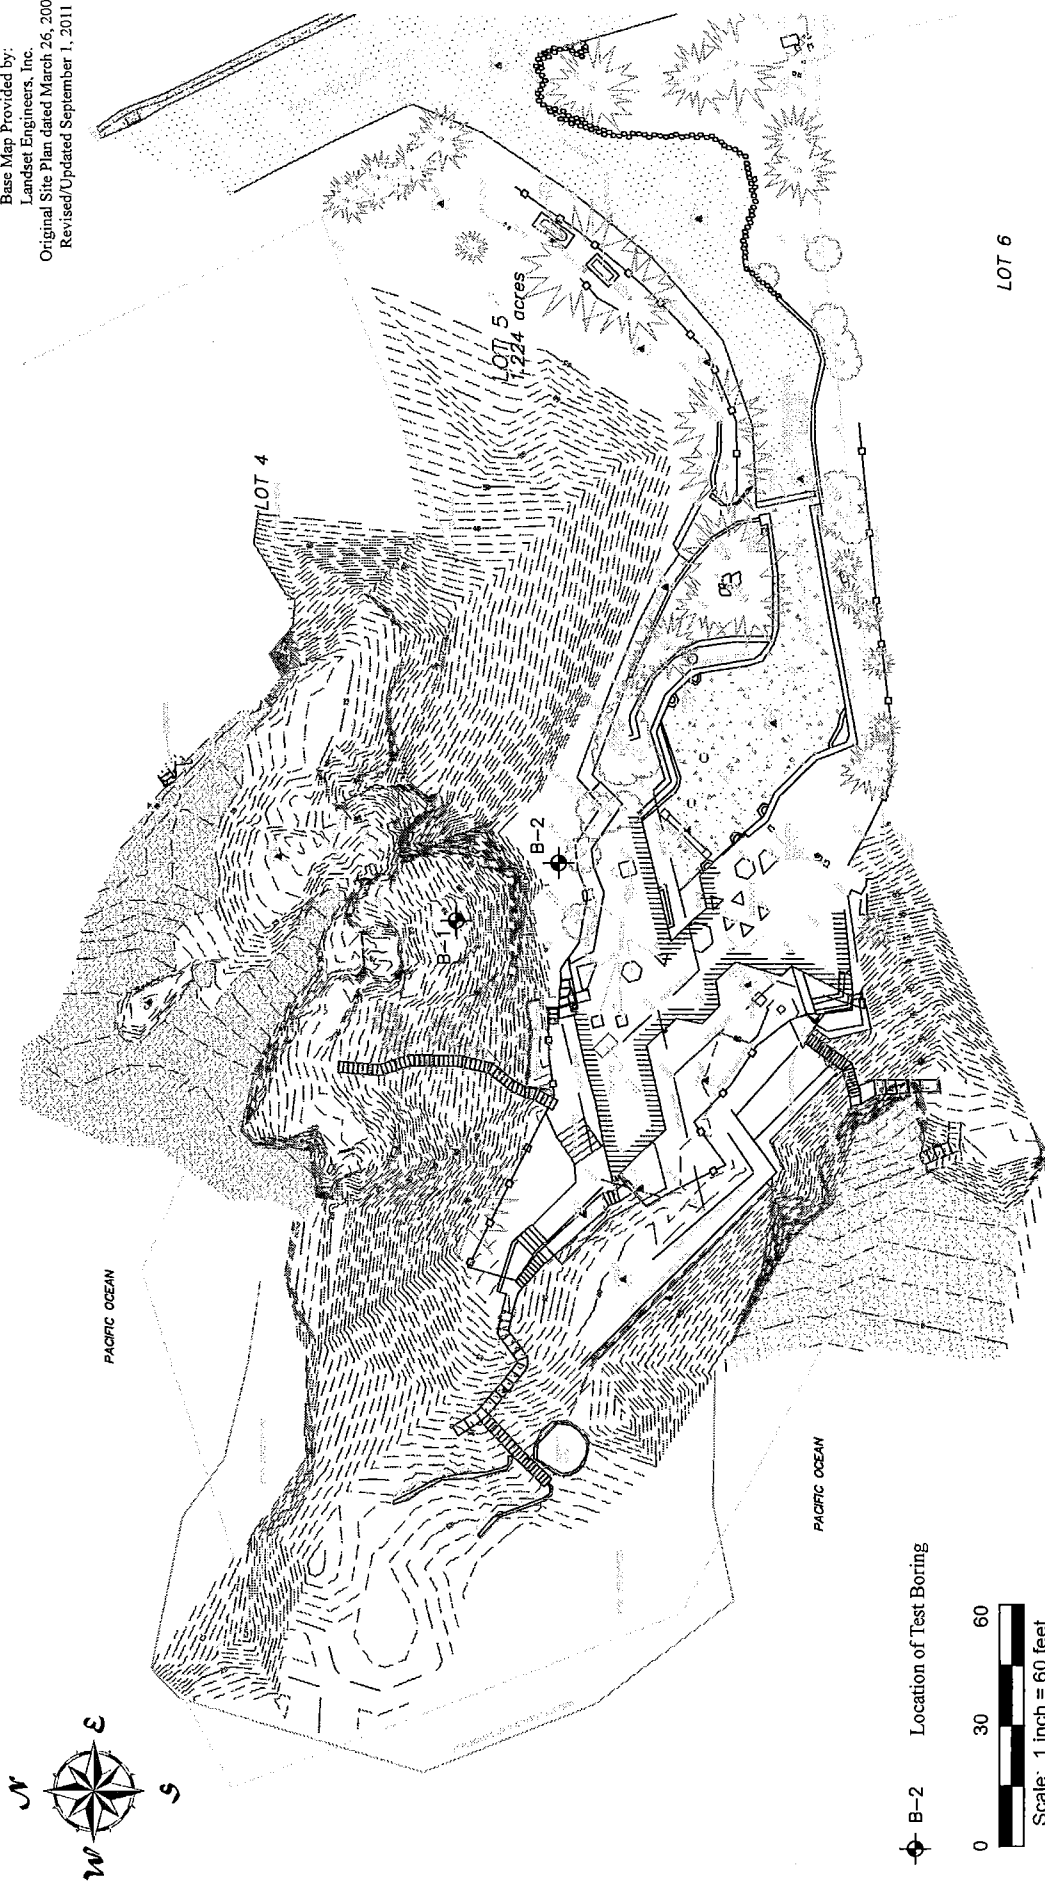 Base Map Provided by:
Landset Engineers, Inc.
Original Site Plan dated March 26, 200
Revised/Updated September 1, 2011
LOT 6
LOT 5
1.224 acres
LOT 4
B-2
B-1
PACIFIC OCEAN
PACIFIC OCEAN
N
W
E
S
B-2
Location of Test Boring
0
30
60
Scale: 1 inch = 60 feet